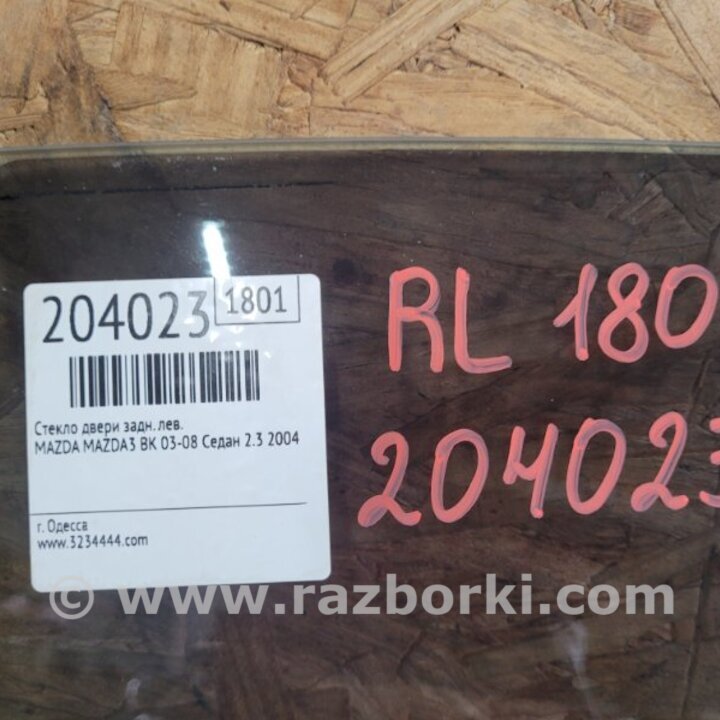 204023 1801
Стекло двери задн. лев.
MAZDA MAZDA3 BK 03-08 Седан 2.3 2004
г. Одесса
www.3234444.com
RL 180
204023
© www.razborki.com